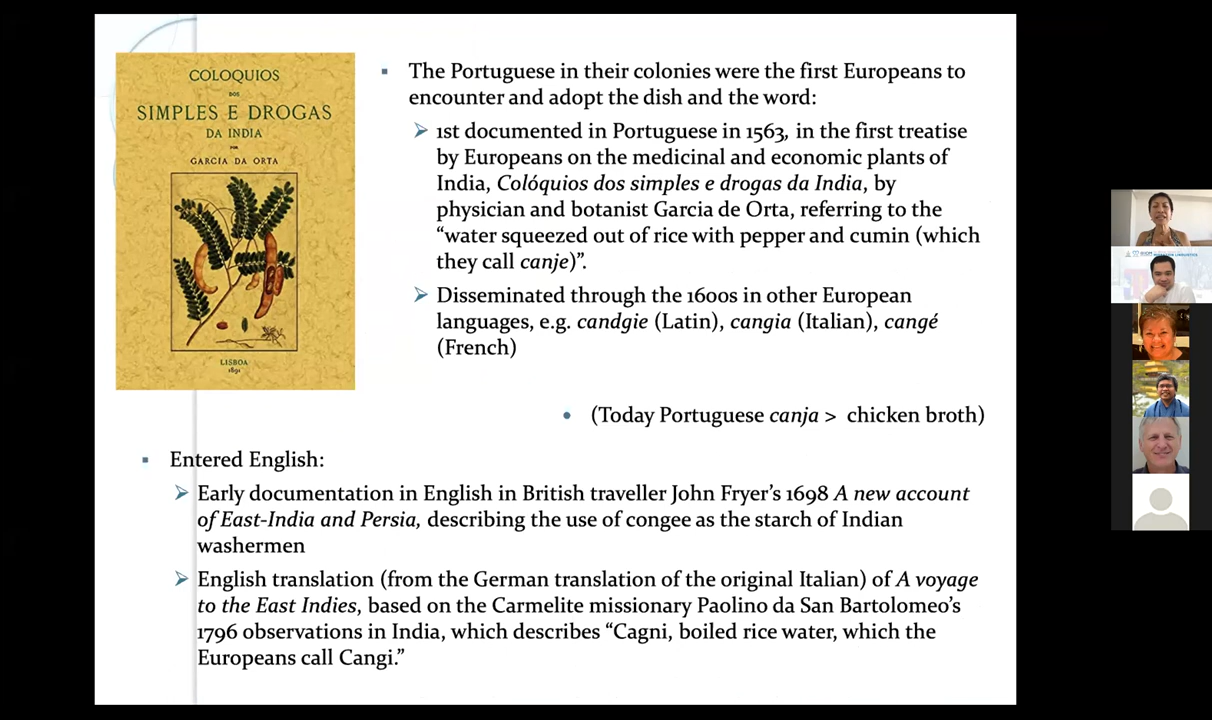 COLOQUIOS
DOS
SIMPLES E DROGAS
DA INDIA
POR
GARCIA DA ORTA
LISBOA
1891
▪ The Portuguese in their colonies were the first Europeans to
encounter and adopt the dish and the word:
➢ 1st documented in Portuguese in 1563, in the first treatise
by Europeans on the medicinal and economic plants of
India, Colóquios dos simples e drogas da India, by
physician and botanist Garcia de Orta, referring to the
“water squeezed out of rice with pepper and cumin (which
they call canje)”.
➢ Disseminated through the 1600s in other European
languages, e.g. candgie (Latin), cangia (Italian), cangé
(French)
• (Today Portuguese canja > chicken broth)
▪ Entered English:
➢ Early documentation in English in British traveller John Fryer’s 1698 A new account
of East-India and Persia, describing the use of congee as the starch of Indian
washermen
➢ English translation (from the German translation of the original Italian) of A voyage
to the East Indies, based on the Carmelite missionary Paolino da San Bartolomeo’s
1796 observations in India, which describes “Cagni, boiled rice water, which the
Europeans call Cangi.”